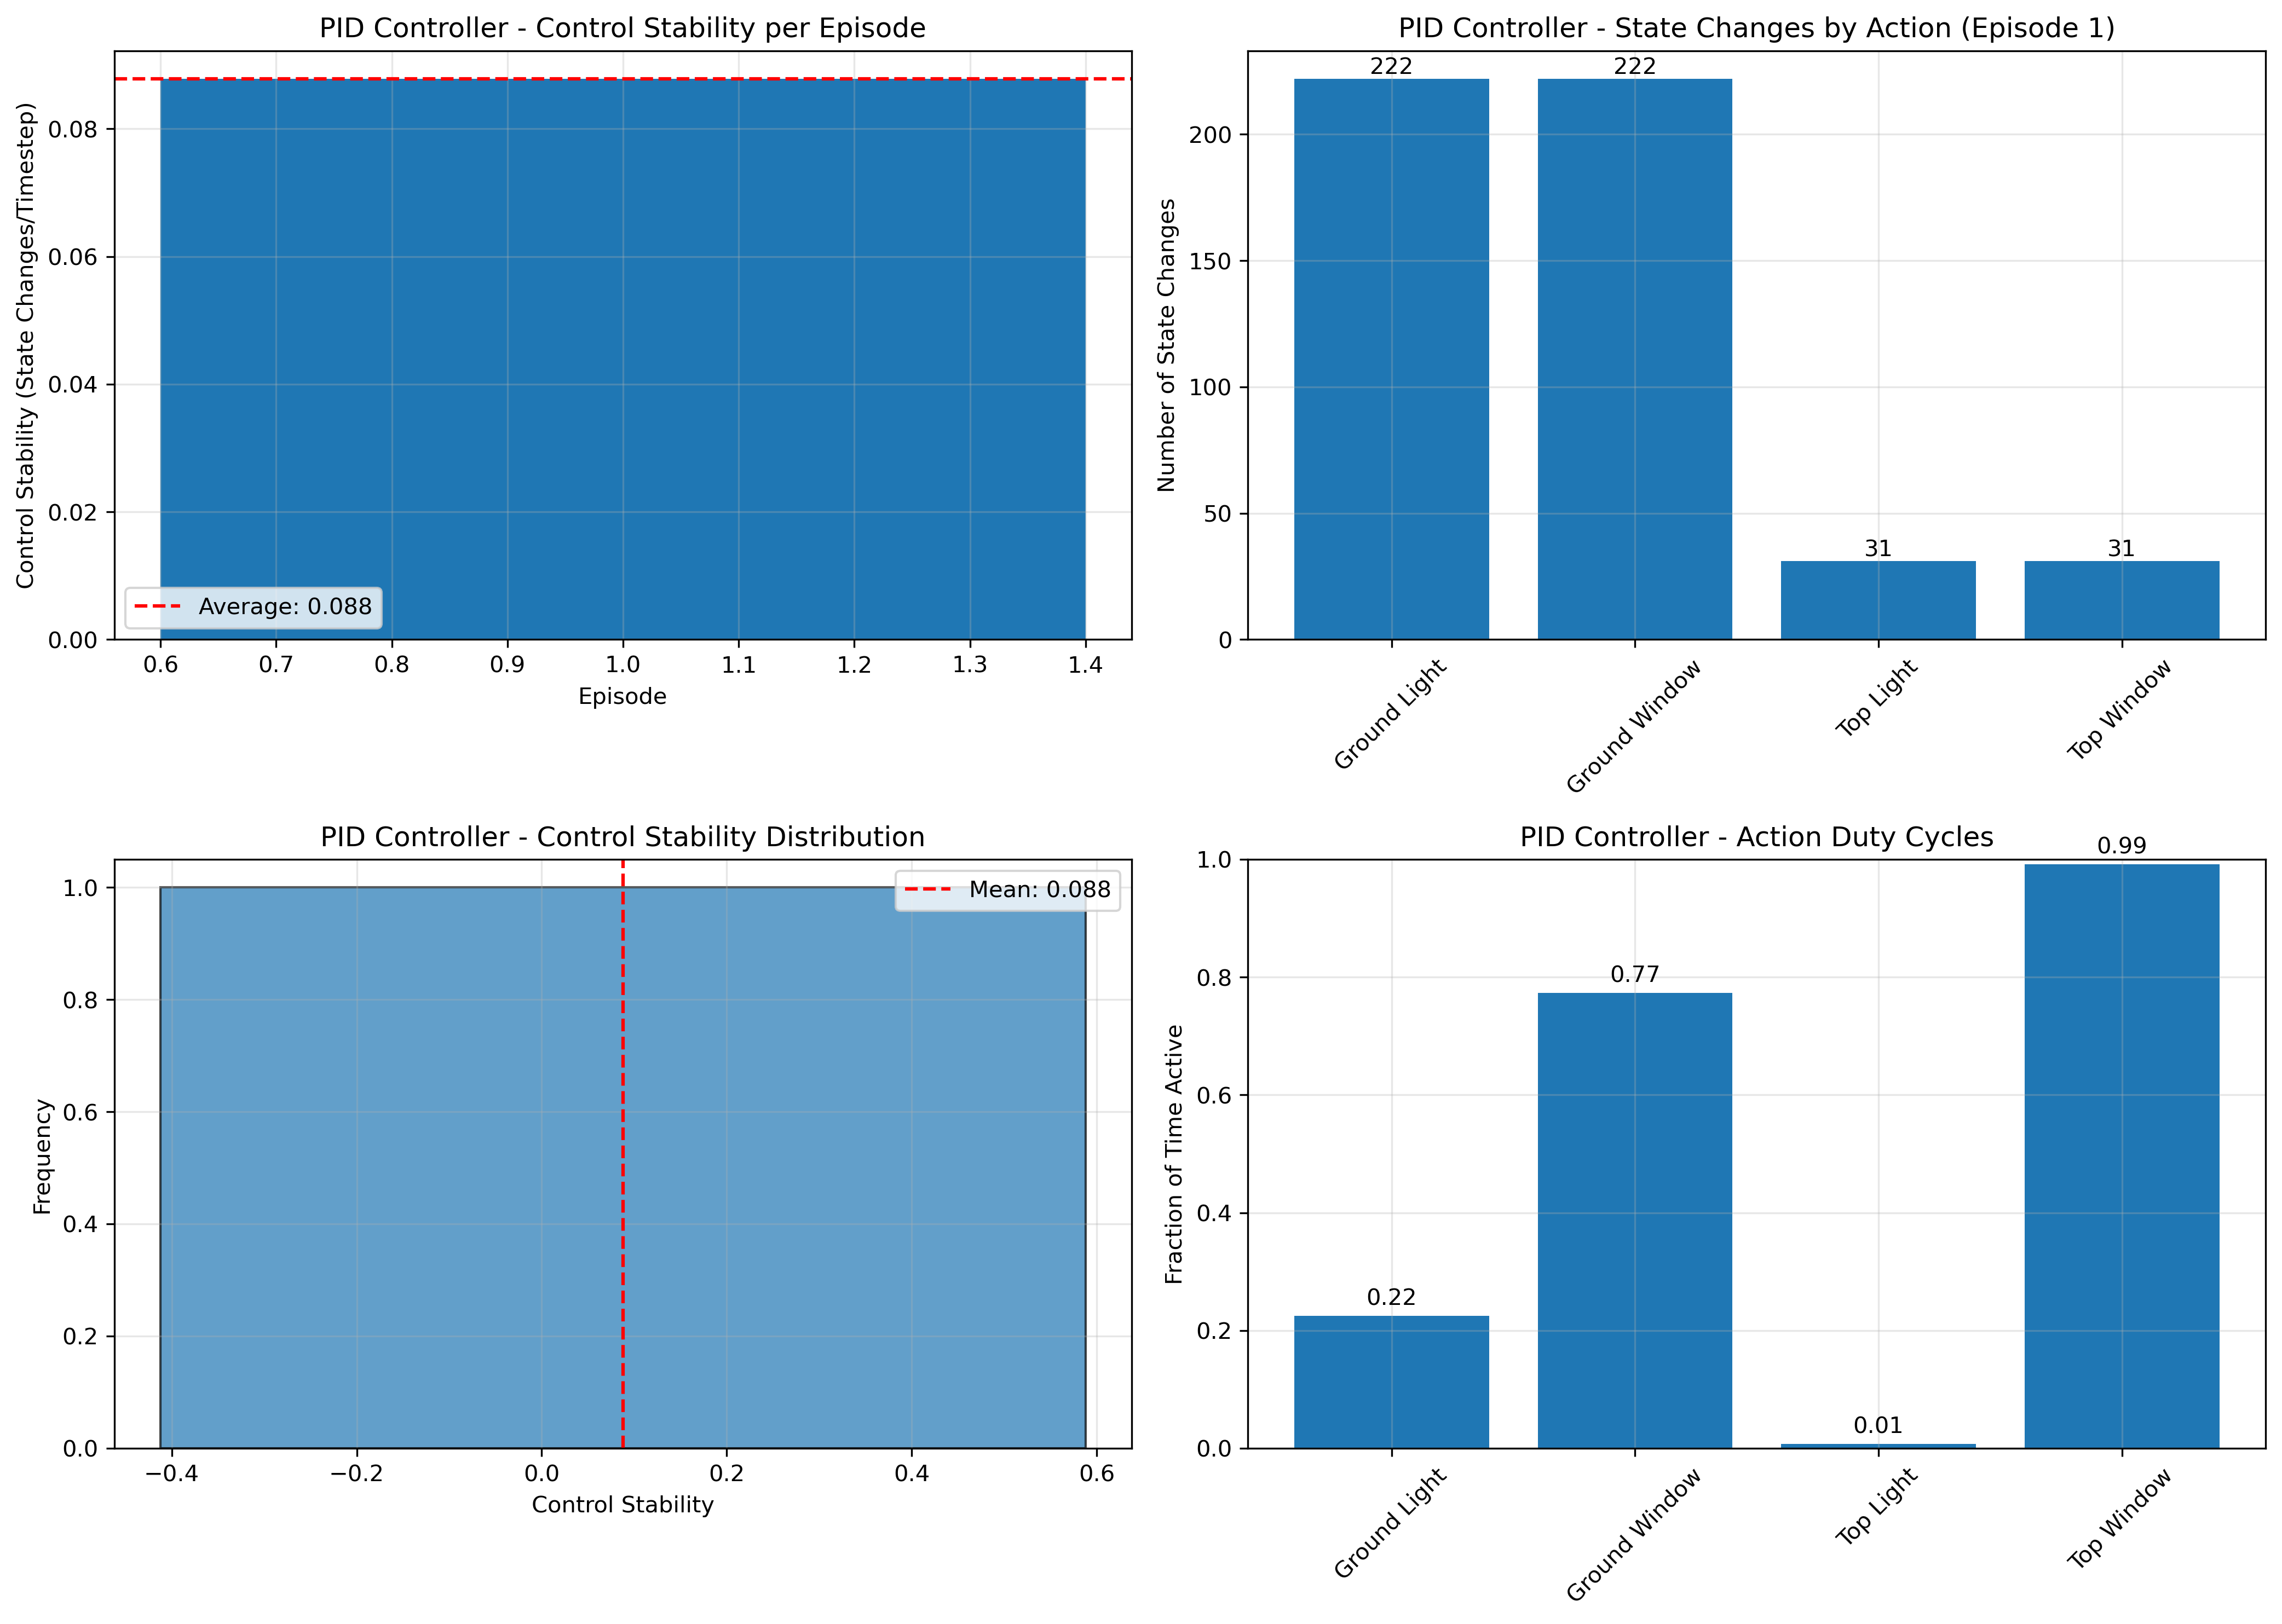 PID Controller - Control Stability per Episode
Control Stability (State Changes/Timestep)
0.08
0.06
0.04
0.02
0.00
Average: 0.088
0.6 0.7 0.8 0.9 1.0 1.1 1.2 1.3 1.4
Episode
PID Controller - State Changes by Action (Episode 1)
Number of State Changes
200
150
100
50
0
222 222 31 31
Ground Light Ground Window Top Light Top Window
PID Controller - Control Stability Distribution
Frequency
1.0
0.8
0.6
0.4
0.2
0.0
Mean: 0.088
−0.4 −0.2 0.0 0.2 0.4 0.6
Control Stability
PID Controller - Action Duty Cycles
Fraction of Time Active
1.0
0.8
0.6
0.4
0.2
0.0
0.22 0.77 0.01 0.99
Ground Light Ground Window Top Light Top Window